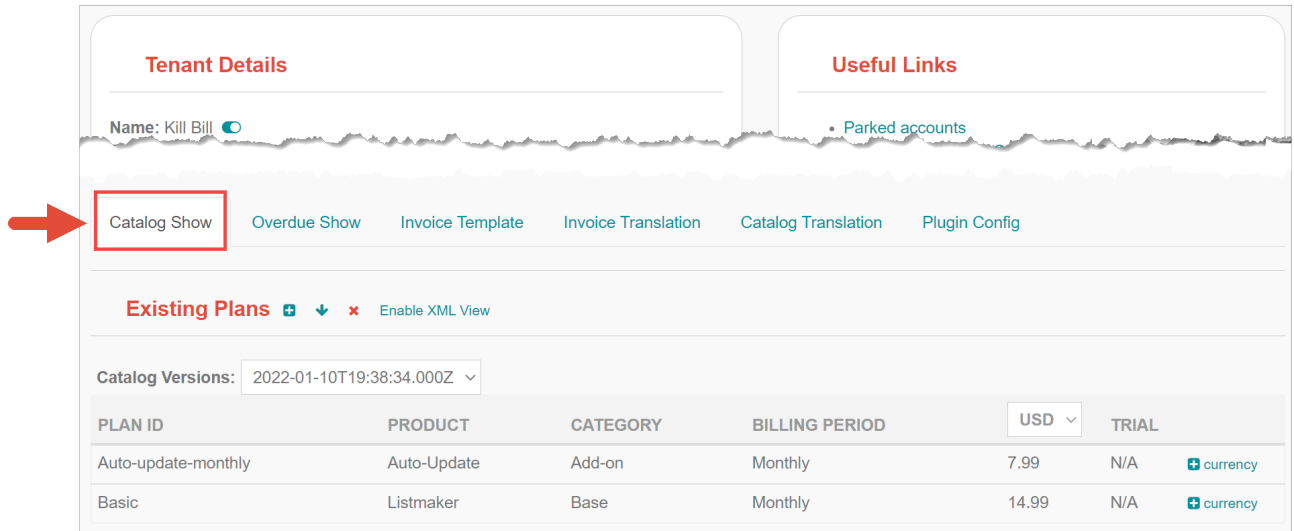 Tenant Details
Useful Links
Name: Kill Bill
Parked accounts
Catalog Show Overdue Show Invoice Template Invoice Translation Catalog Translation Plugin Config
Existing Plans Enable XML View
Catalog Versions: 2022-01-10T19:38:34.000Z
PLAN ID PRODUCT CATEGORY BILLING PERIOD USD TRIAL
Auto-update-monthly Auto-Update Add-on Monthly 7.99 N/A currency
Basic Listmaker Base Monthly 14.99 N/A currency